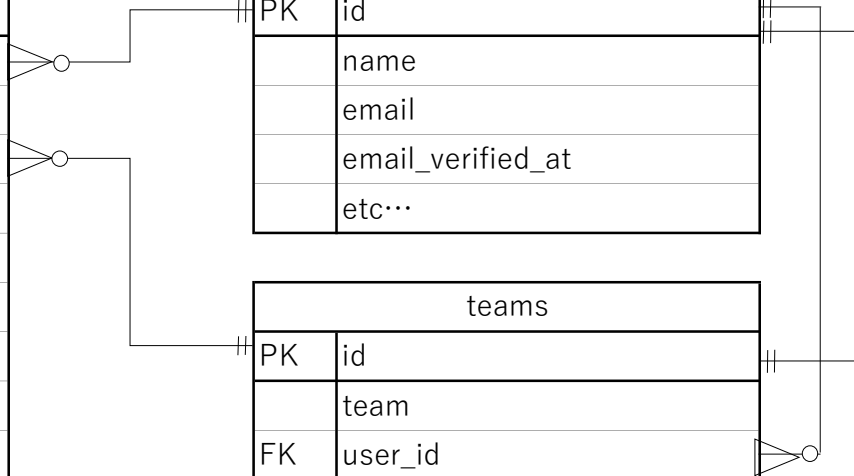 PK id
name
email
email_verified_at
etc…
teams
PK id
team
FK user_id